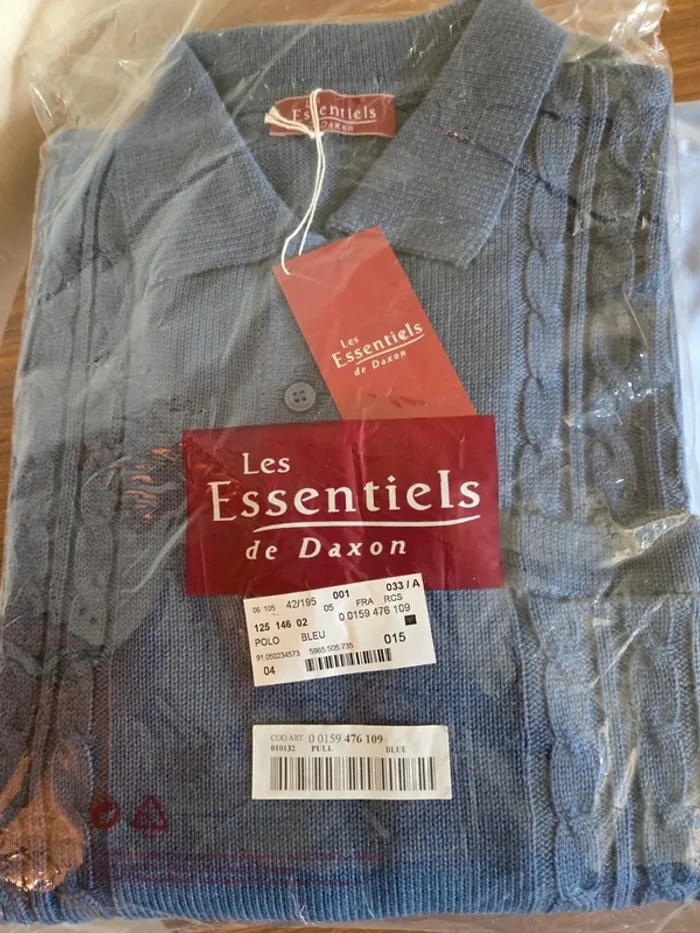 Les
Essentiels
de Daxon
Les
Essentiels
de Daxon
Les
Essentiels
de Daxon
06 105 42/195 001 033 / A
05 FRA RCS
125 146 02 0 0159 476 109
POLO BLEU 015
91.050234573 5965.505.735
04
COD ART 0 0159 476 109
010132 PULL BLUE